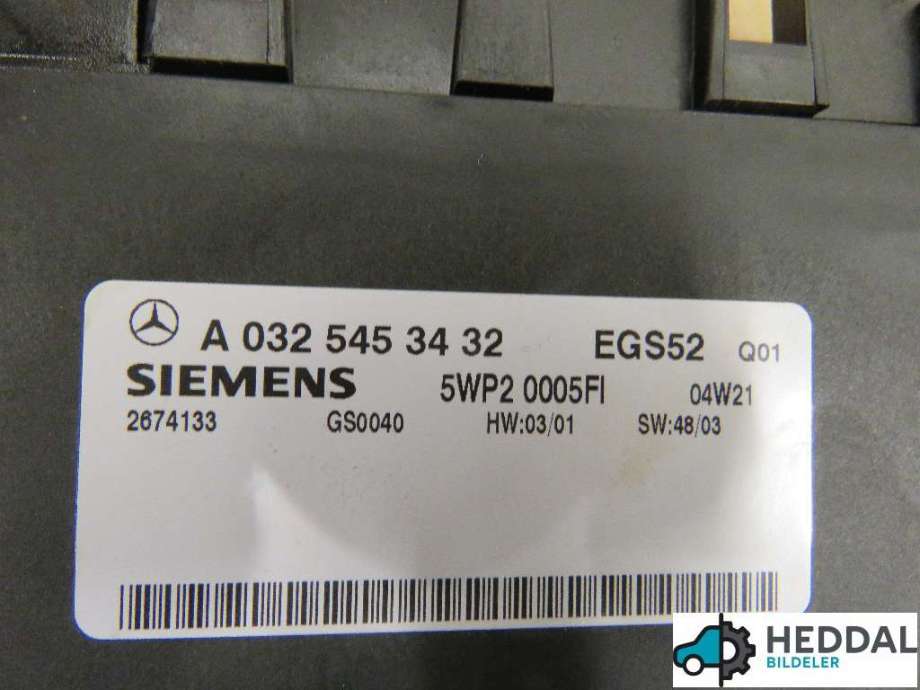 A 032 545 34 32 EGS52 Q01
SIEMENS 5WP2 0005FI 04W21
2674133 GS0040 HW:03/01 SW:48/03
HEDDAL
BILDELER